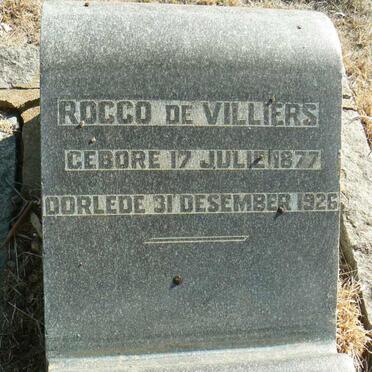 ROCCO DE VILLIERS
GEBORE 17 JULIE 1877
OORLEDE 31 DESEMBER 1926